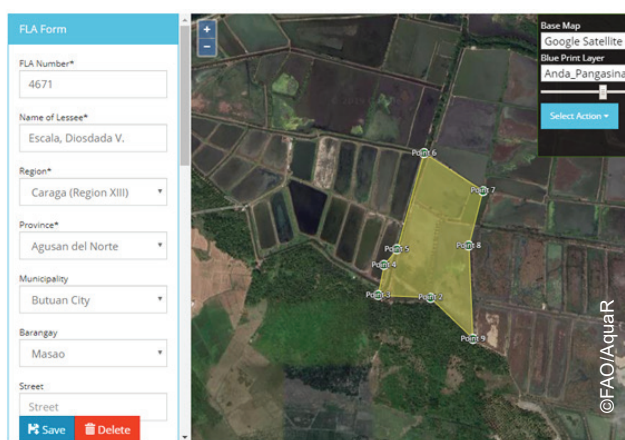 FLA Form
FLA Number*
4671
Name of Lessee*
Escala, Diosdada V.
Region*
Caraga (Region XIII)
Province*
Agusan del Norte
Municipality
Butuan City
Barangay
Masao
Street
Street
Save
Delete
+
−
Point 6
Point 7
Point 8
Point 5
Point 4
Point 3
Point 2
Point 9
Base Map
Google Satellite
Blue Print Layer
Anda_Pangasina
Select Action
©FAO/AquaR